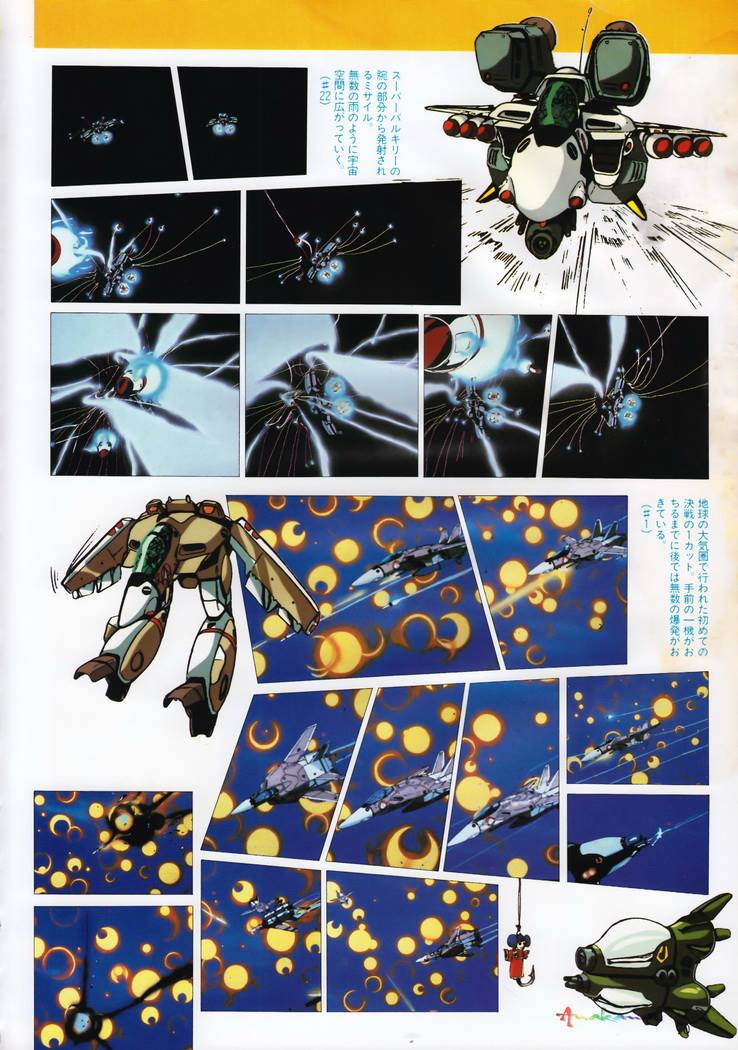 スーパーバルキリーの
腕の部分から発射され
るミサイル。
無数の雨のように宇宙
空間に広がっていく。
(#22)
地球の大気圏で行われた初めての
決戦の1カット。手前の一機がお
ちるまでに後では無数の爆発がお
きている。
(#1)